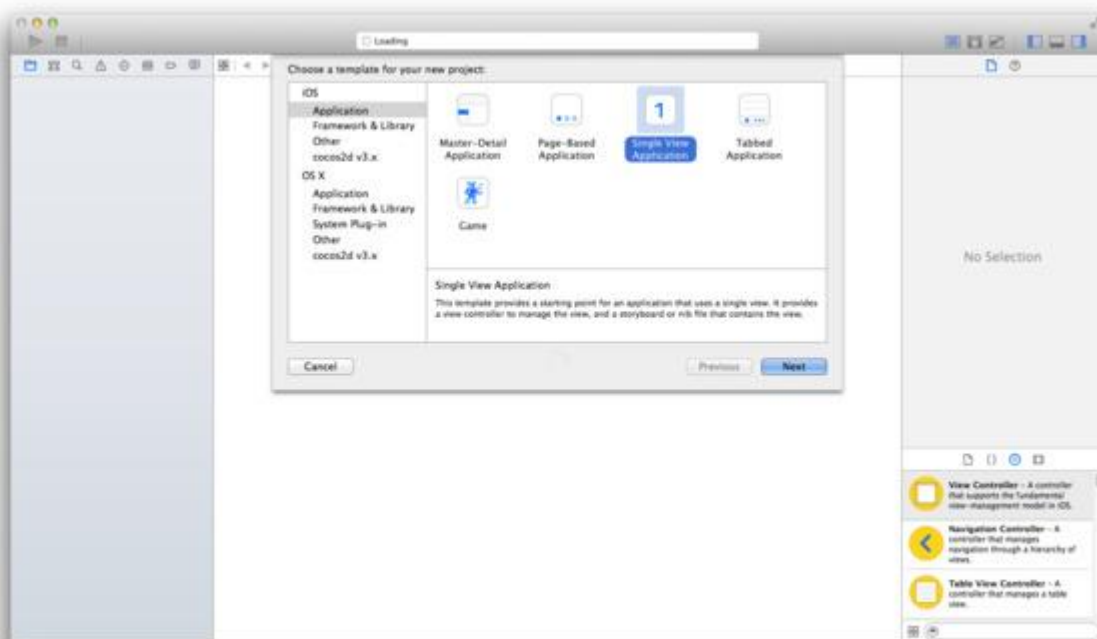 Loading
Choose a template for your new project:
iOS
Application
Framework & Library
Other
cocos2d v3.x
OS X
Application
Framework & Library
System Plug-in
Other
cocos2d v3.x
Master-Detail
Application
Page-Based
Application
1
Single View
Application
Tabbed
Application
Game
Single View Application
This template provides a starting point for an application that uses a single view. It provides
a view controller to manage the view, and a storyboard or nib file that contains the view.
Cancel
Previous
Next
No Selection
View Controller - A controller
that supports the fundamental
view-management model in iOS.
Navigation Controller - A
controller that manages
navigation through a hierarchy of
views.
Table View Controller - A
controller that manages a table
view.